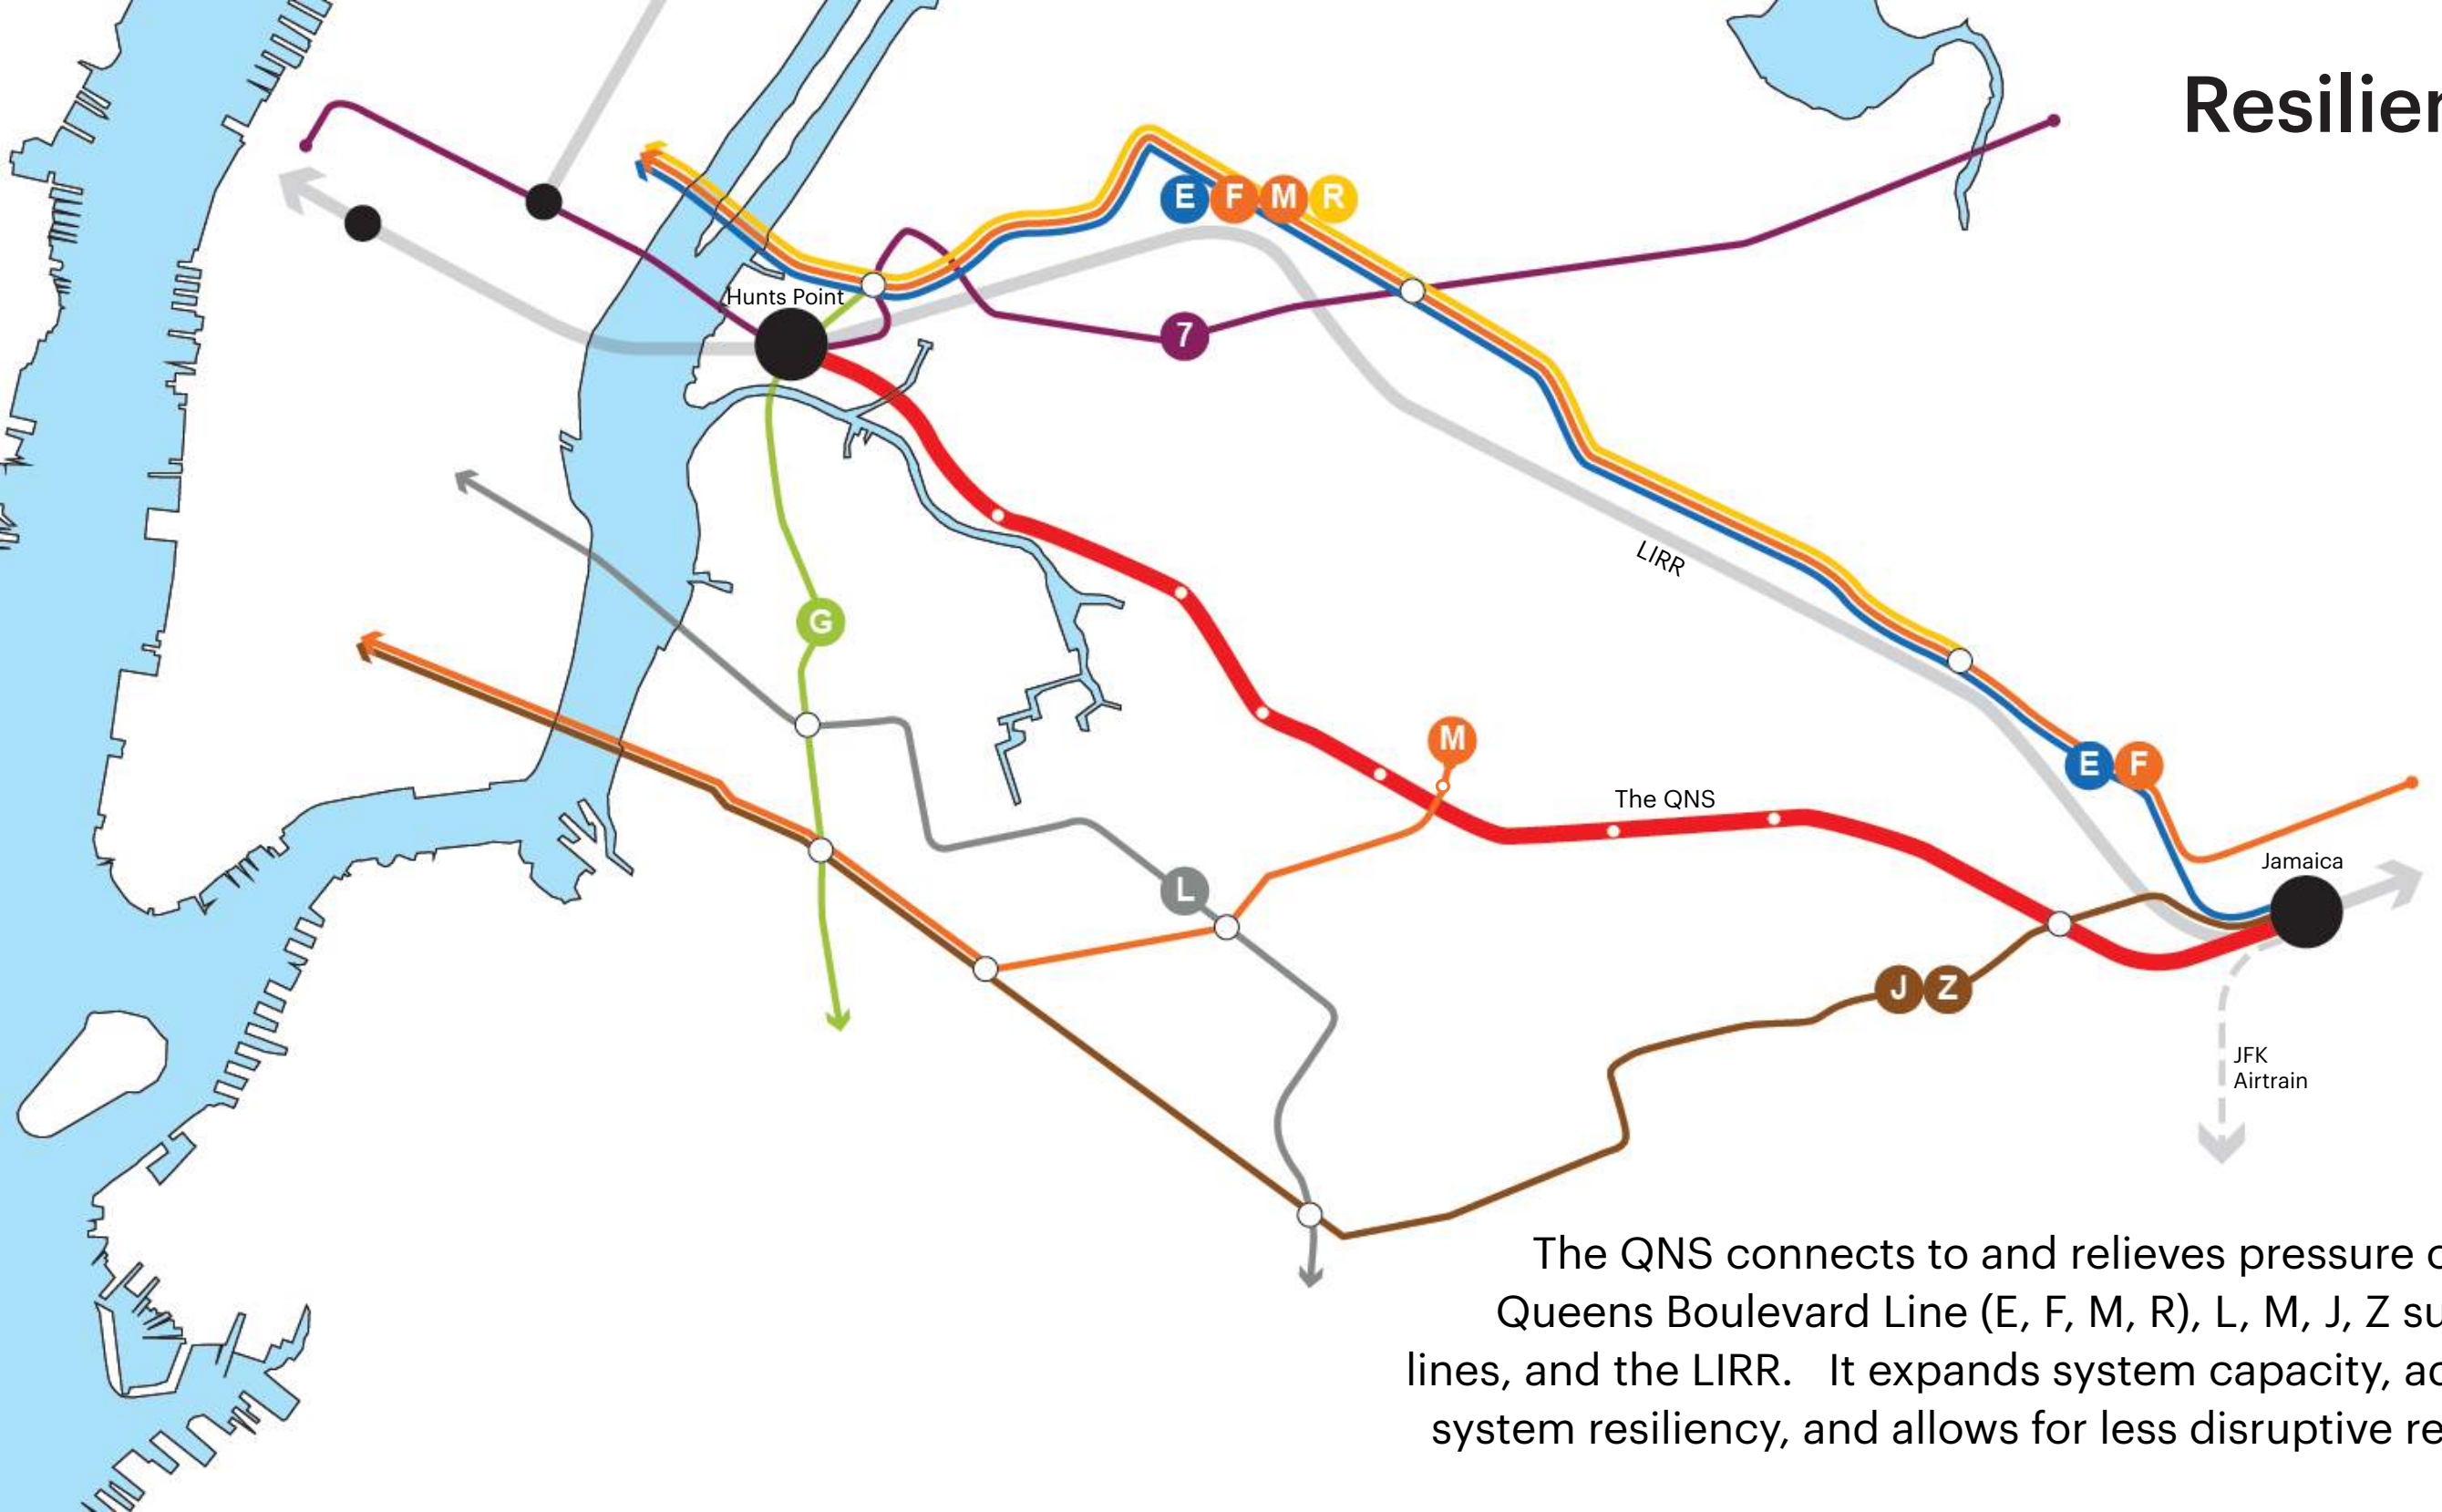 Resilien
E F M R
Hunts Point
7
LIRR
G
M
E F
The QNS
Jamaica
L
J Z
JFK
Airtrain
The QNS connects to and relieves pressure o
Queens Boulevard Line (E, F, M, R), L, M, J, Z su
lines, and the LIRR. It expands system capacity, ad
system resiliency, and allows for less disruptive re